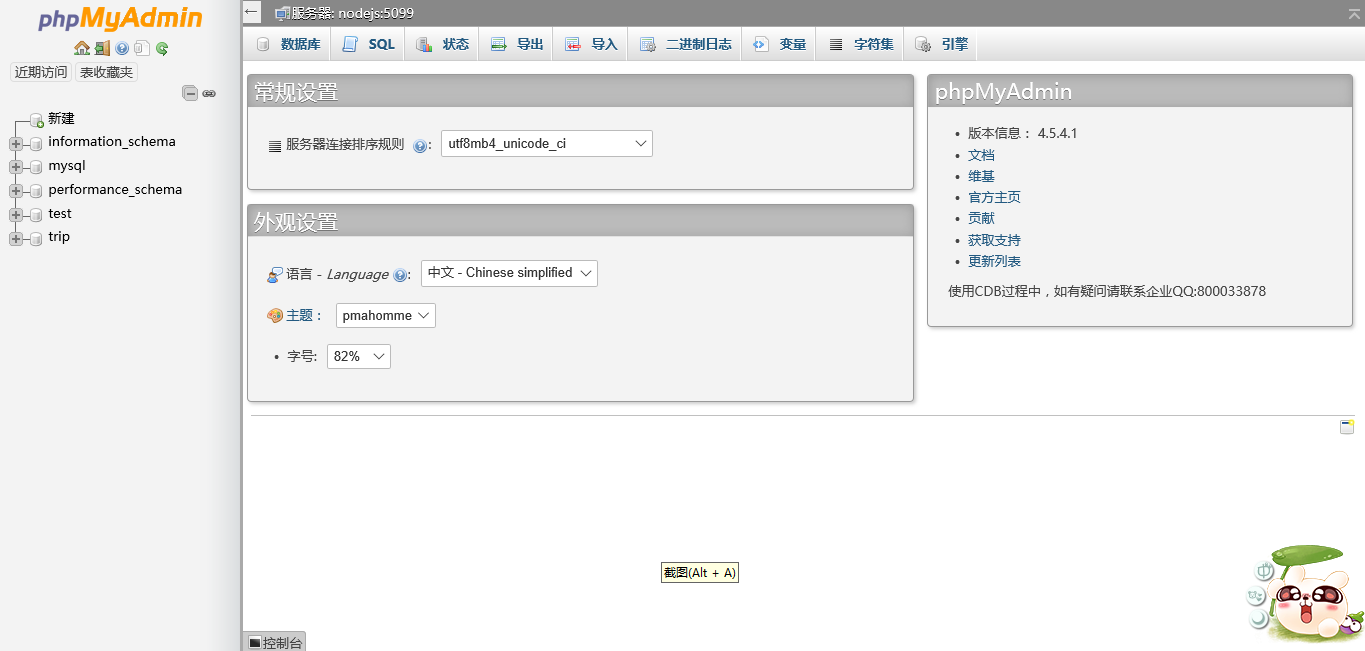 phpMyAdmin
近期访问 表收藏夹
新建
information_schema
mysql
performance_schema
test
trip
服务器: nodejs:5099
数据库 SQL 状态 导出 导入 二进制日志 变量 字符集 引擎
常规设置
服务器连接排序规则 : utf8mb4_unicode_ci
外观设置
语言 - Language : 中文 - Chinese simplified
主题： pmahomme
• 字号: 82%
phpMyAdmin
• 版本信息： 4.5.4.1
• 文档
• 维基
• 官方主页
• 贡献
• 获取支持
• 更新列表
使用CDB过程中，如有疑问请联系企业QQ:800033878
截图(Alt + A)
中
控制台